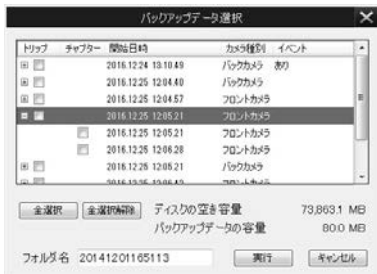 バックアップデータ選択
トリップ チャプター 開始日時 カメラ種別 イベント
2016.12.24 13.10.49 バックカメラ あり
2016.12.25 12.04.40 バックカメラ
2016.12.25 12.04.57 フロントカメラ
2016.12.25 12.05.21 フロントカメラ
2016.12.25 12.05.21 フロントカメラ
2016.12.25 12.06.28 フロントカメラ
2016.12.25 12.05.21 バックカメラ
全選択 全選択解除 ディスクの空き容量 73,863.1 MB
バックアップデータの容量 80.0 MB
フォルダ名 20141201165113 実行 キャンセル